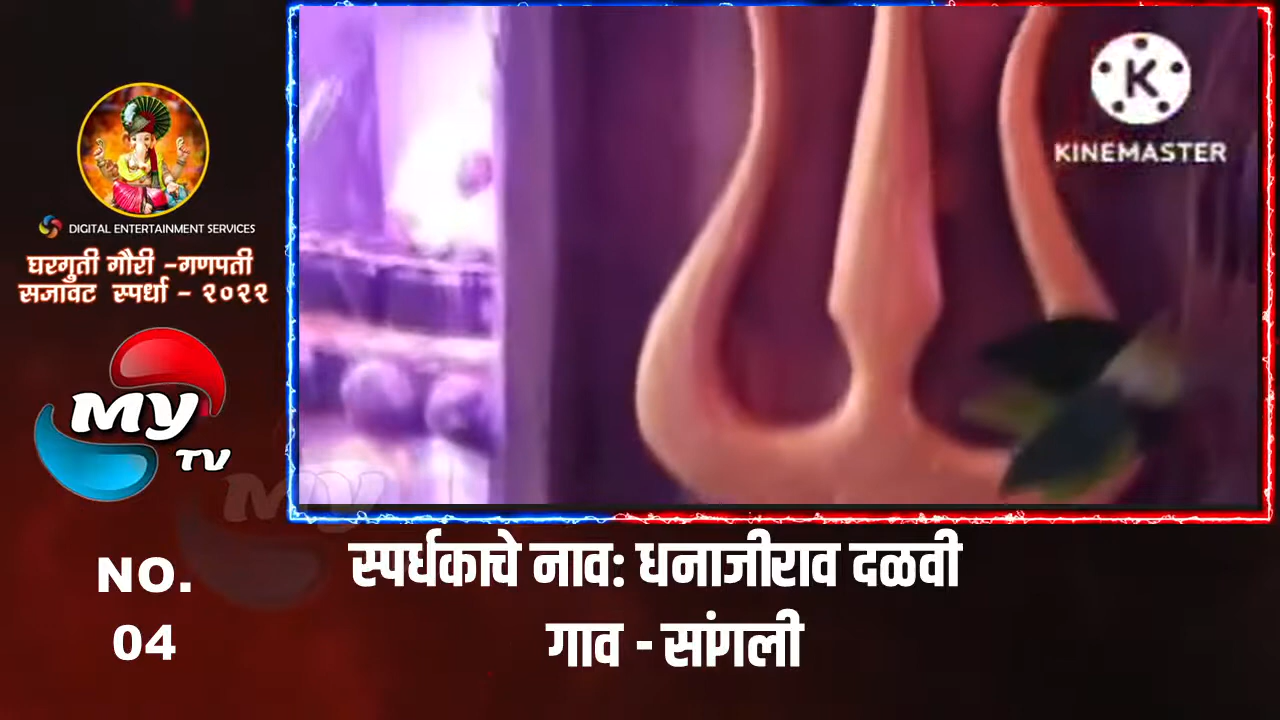 DIGITAL ENTERTAINMENT SERVICES
घरगुती गौरी -गणपती
सजावट स्पर्धा - २०२२
MY
TV
NO.
04
K
KINEMASTER
MY
स्पर्धकाचे नाव: धनाजीराव दळवी
गाव - सांगली